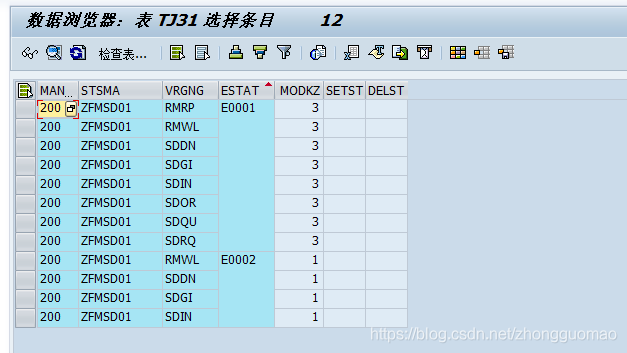 数据浏览器：表 TJ31 选择条目 12
检查表...
MAN... STSMA VRGNG ESTAT MODKZ SETST DELST
200 ZFMSD01 RMRP E0001 3
200 ZFMSD01 RMWL 3
200 ZFMSD01 SDDN 3
200 ZFMSD01 SDGI 3
200 ZFMSD01 SDIN 3
200 ZFMSD01 SDOR 3
200 ZFMSD01 SDQU 3
200 ZFMSD01 SDRQ 3
200 ZFMSD01 RMWL E0002 1
200 ZFMSD01 SDDN 1
200 ZFMSD01 SDGI 1
200 ZFMSD01 SDIN 1
https://blog.csdn.net/zhongguomao